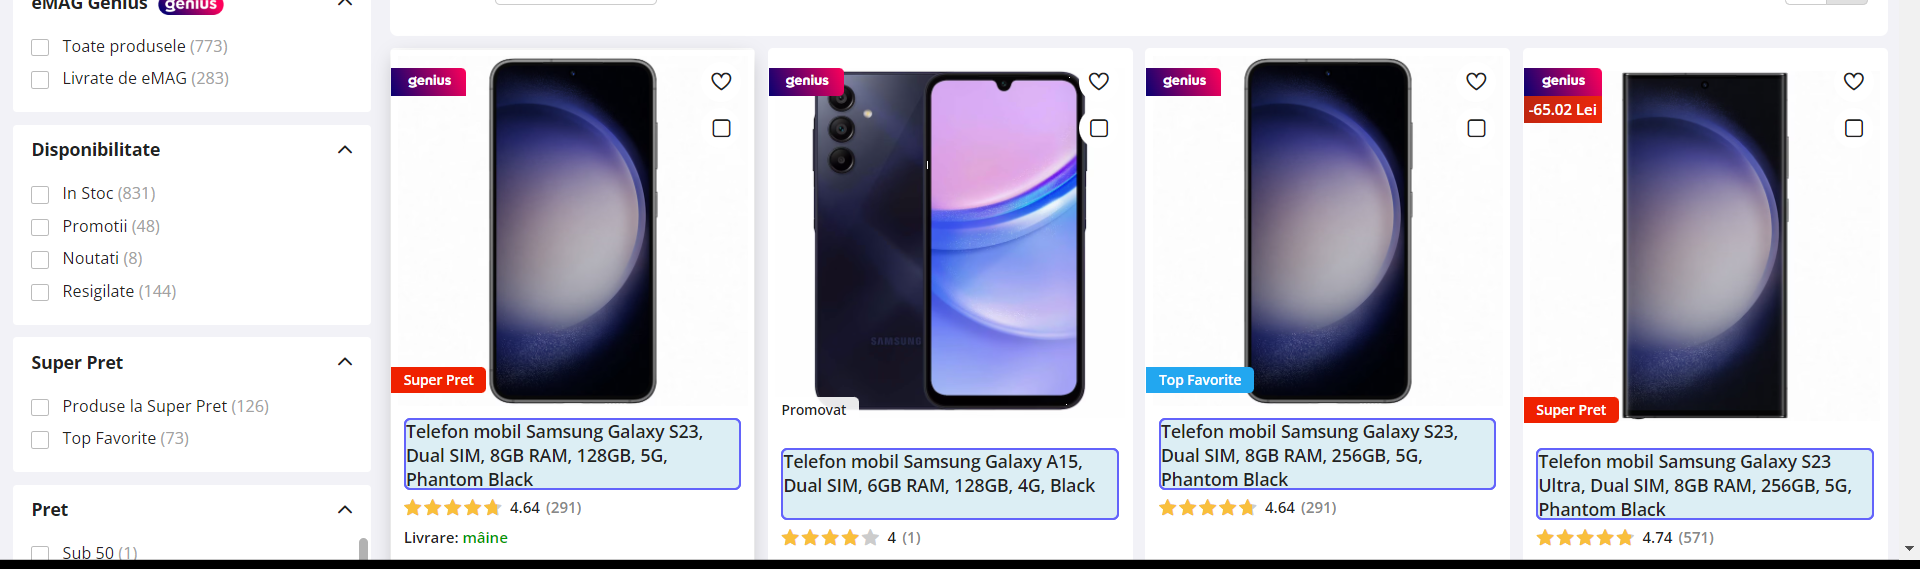 eMAG Genius genius
Toate produsele (773)
Livrate de eMAG (283)
Disponibilitate
In Stoc (831)
Promotii (48)
Noutati (8)
Resigilate (144)
Super Pret
Produse la Super Pret (126)
Top Favorite (73)
Pret
Sub 50 (1)
genius
Super Pret
Telefon mobil Samsung Galaxy S23,
Dual SIM, 8GB RAM, 128GB, 5G,
Phantom Black
4.64 (291)
Livrare: mâine
genius
SAMSUNG
Promovat
Telefon mobil Samsung Galaxy A15,
Dual SIM, 6GB RAM, 128GB, 4G, Black
4 (1)
genius
Top Favorite
Telefon mobil Samsung Galaxy S23,
Dual SIM, 8GB RAM, 256GB, 5G,
Phantom Black
4.64 (291)
genius
-65.02 Lei
Super Pret
Telefon mobil Samsung Galaxy S23
Ultra, Dual SIM, 8GB RAM, 256GB, 5G,
Phantom Black
4.74 (571)